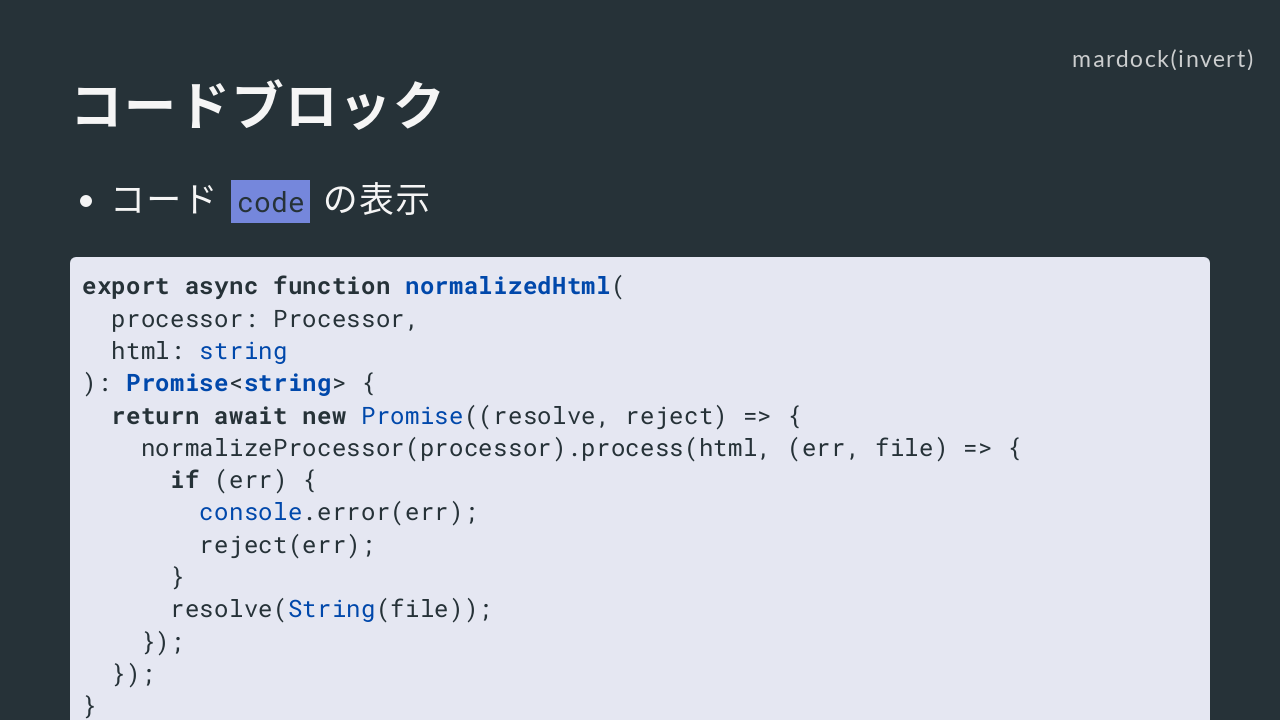 mardock(invert)
コードブロック
• コード code の表示
export async function normalizedHtml(
  processor: Processor,
  html: string
): Promise<string> {
  return await new Promise((resolve, reject) => {
    normalizeProcessor(processor).process(html, (err, file) => {
      if (err) {
        console.error(err);
        reject(err);
      }
      resolve(String(file));
    });
  });
}